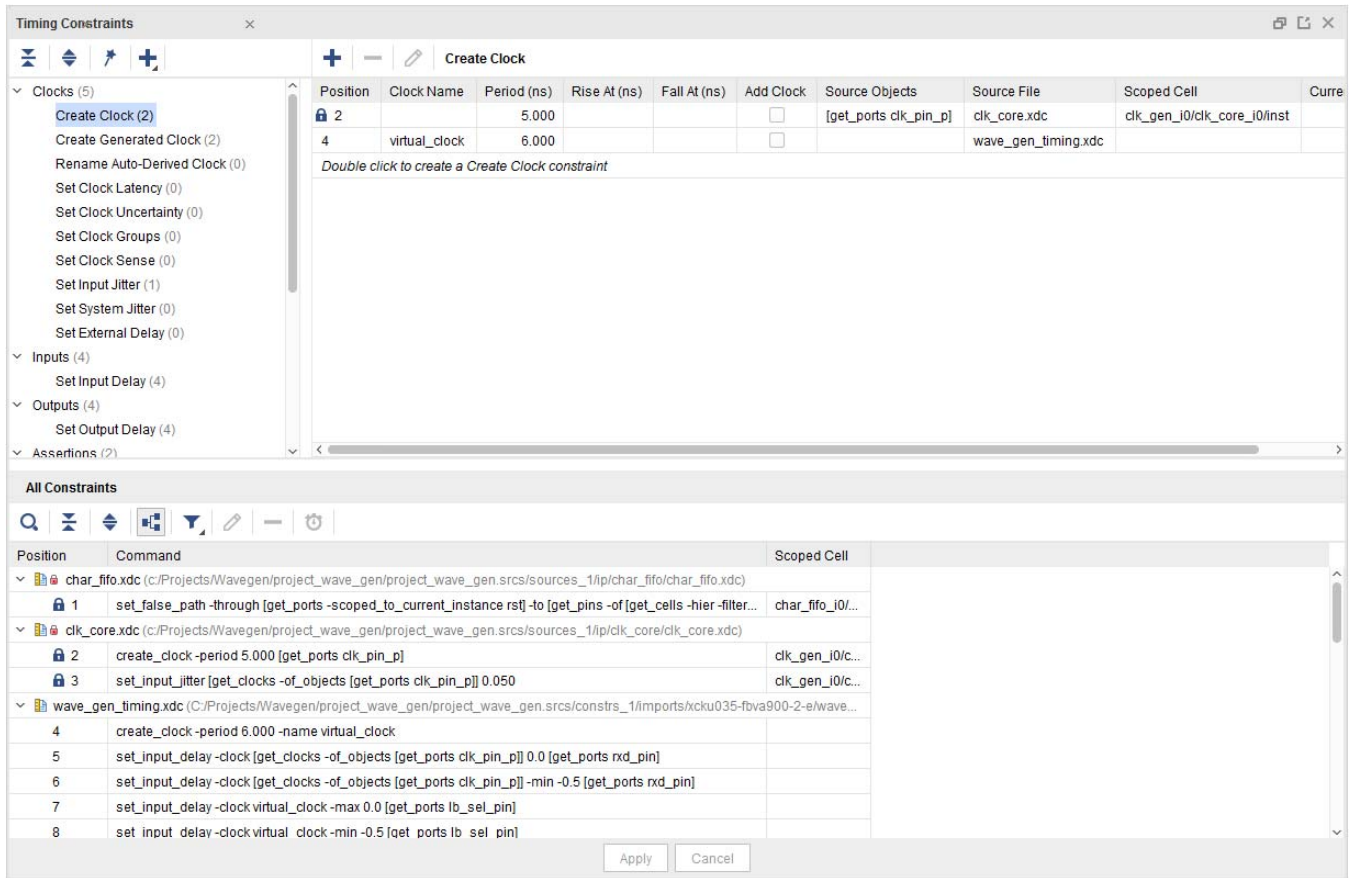 Timing Constraints
Create Clock
Clocks (5)
Create Clock (2)
Create Generated Clock (2)
Rename Auto-Derived Clock (0)
Set Clock Latency (0)
Set Clock Uncertainty (0)
Set Clock Groups (0)
Set Clock Sense (0)
Set Input Jitter (1)
Set System Jitter (0)
Set External Delay (0)
Inputs (4)
Set Input Delay (4)
Outputs (4)
Set Output Delay (4)
Assertions (2)
Position Clock Name Period (ns) Rise At (ns) Fall At (ns) Add Clock Source Objects Source File Scoped Cell Curre
2 5.000 [get_ports clk_pin_p] clk_core.xdc clk_gen_i0/clk_core_i0/inst
4 virtual_clock 6.000 wave_gen_timing.xdc
Double click to create a Create Clock constraint
All Constraints
Position Command Scoped Cell
char_fifo.xdc (c:/Projects/Wavegen/project_wave_gen/project_wave_gen.srcs/sources_1/ip/char_fifo/char_fifo.xdc)
1 set_false_path -through [get_ports -scoped_to_current_instance rst] -to [get_pins -of [get_cells -hier -filter... char_fifo_i0/...
clk_core.xdc (c:/Projects/Wavegen/project_wave_gen/project_wave_gen.srcs/sources_1/ip/clk_core/clk_core.xdc)
2 create_clock -period 5.000 [get_ports clk_pin_p] clk_gen_i0/c...
3 set_input_jitter [get_clocks -of_objects [get_ports clk_pin_p]] 0.050 clk_gen_i0/c...
wave_gen_timing.xdc (C:/Projects/Wavegen/project_wave_gen/project_wave_gen.srcs/constrs_1/imports/xcku035-fbva900-2-e/wave...
4 create_clock -period 6.000 -name virtual_clock
5 set_input_delay -clock [get_clocks -of_objects [get_ports clk_pin_p]] 0.0 [get_ports rxd_pin]
6 set_input_delay -clock [get_clocks -of_objects [get_ports clk_pin_p]] -min -0.5 [get_ports rxd_pin]
7 set_input_delay -clock virtual_clock -max 0.0 [get_ports lb_sel_pin]
8 set_input_delay -clock virtual_clock -min -0.5 [get_ports lb_sel_pin]
Apply Cancel